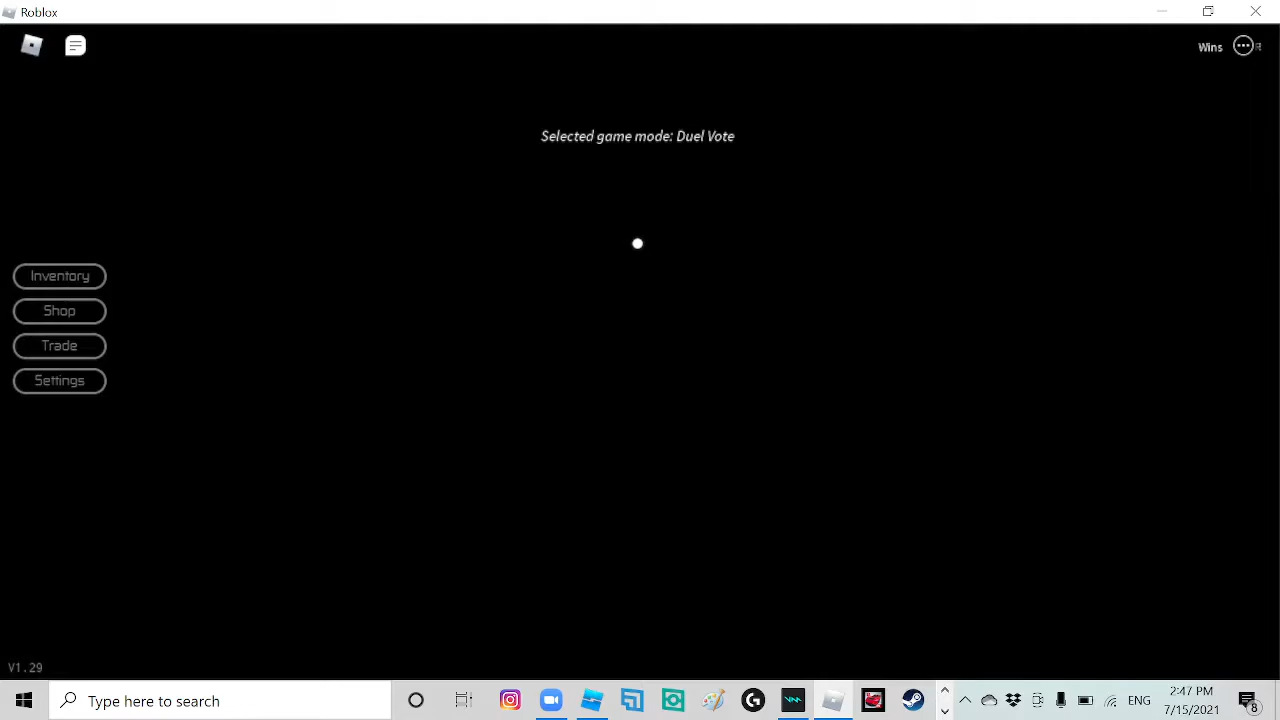 Roblox
Wins
Selected game mode: Duel Vote
Inventory
Shop
Trade
Settings
V1.29
Type here to search
ENG
2:47 PM
7/15/2021
8